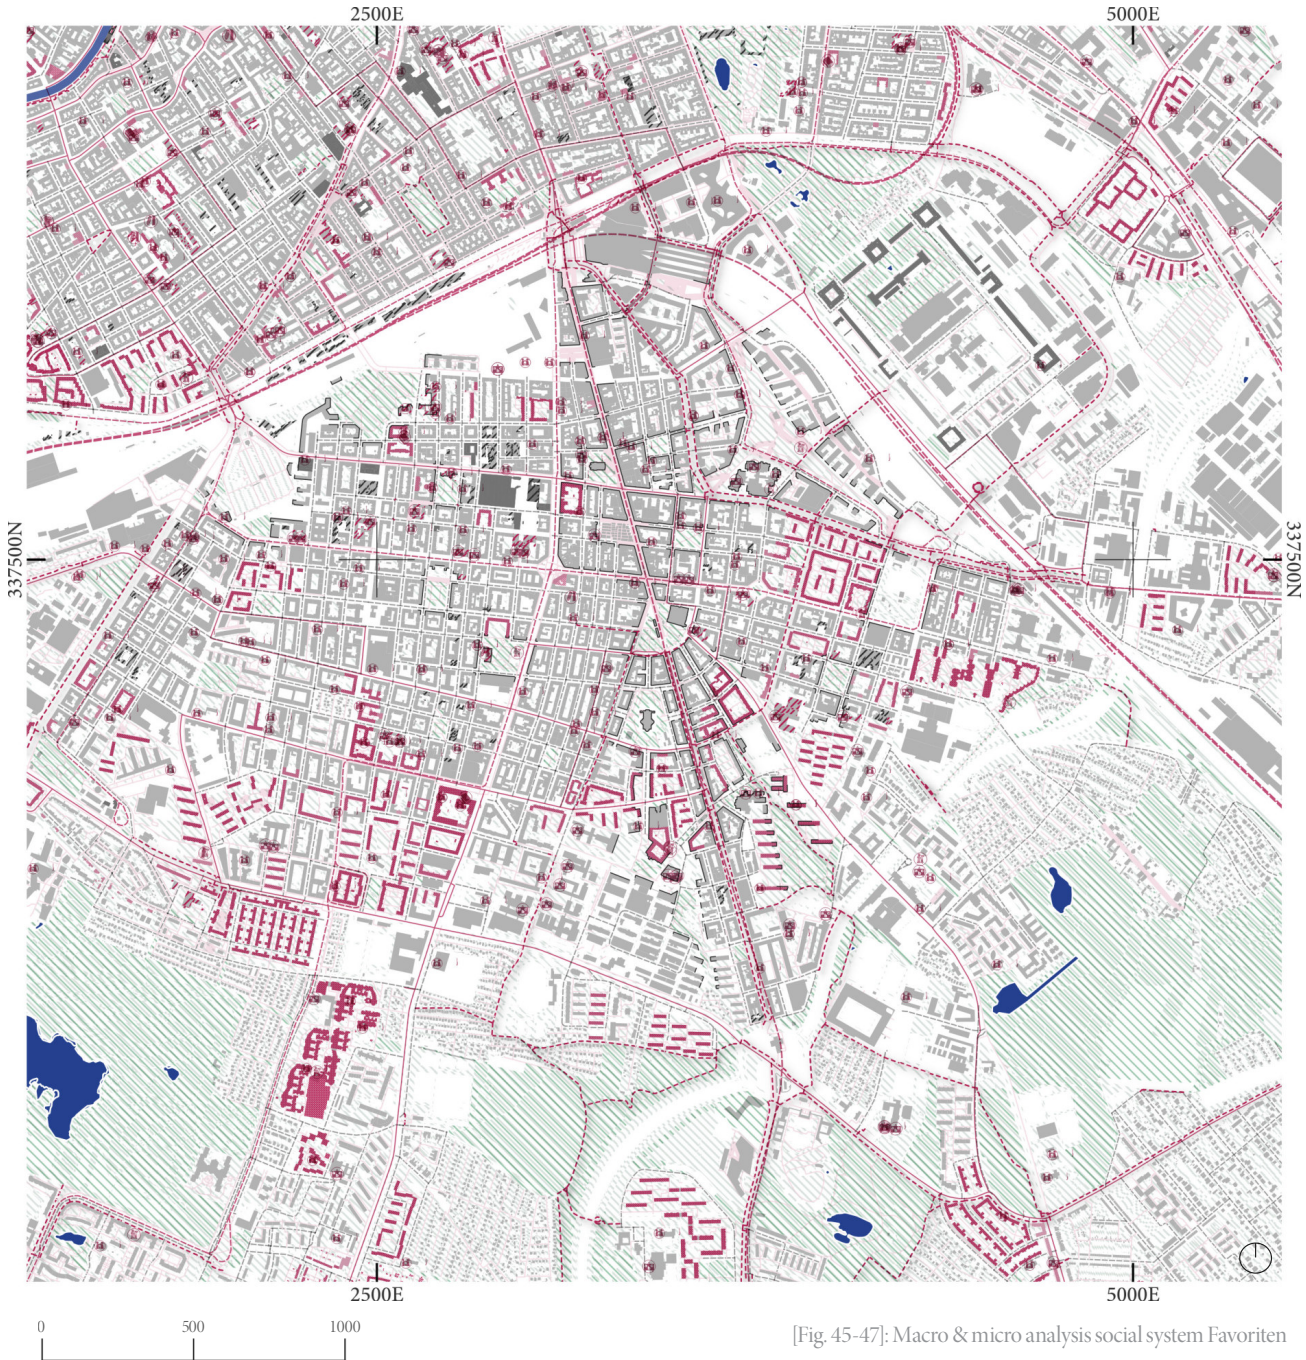 2500E 5000E
337500N 337500N
2500E 5000E
0 500 1000
[Fig. 45-47]: Macro & micro analysis social system Favoriten